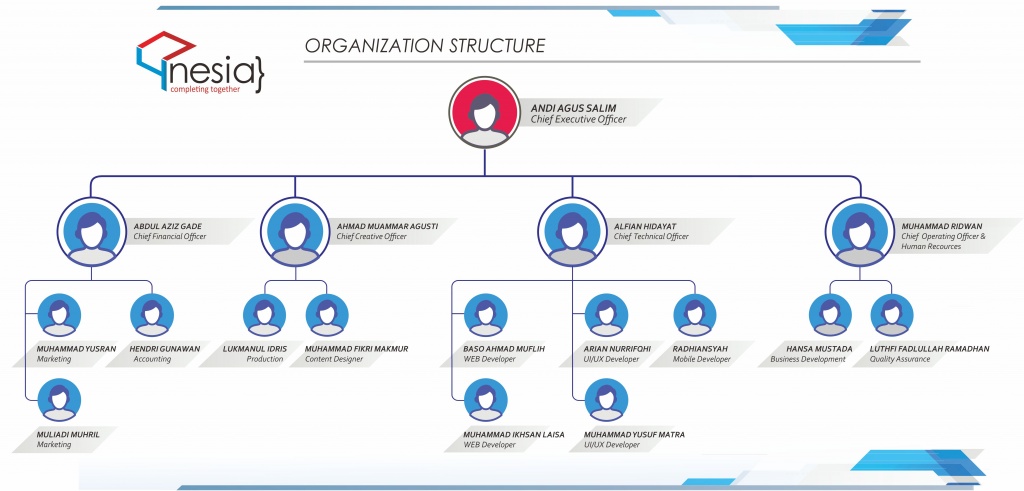 nesia}
completing together
ORGANIZATION STRUCTURE
ANDI AGUS SALIM
Chief Executive Officer
ABDUL AZIZ GADE
Chief Financial Officer
AHMAD MUAMMAR AGUSTI
Chief Creative Officer
ALFIAN HIDAYAT
Chief Technical Officer
MUHAMMAD RIDWAN
Chief Operating Officer &
Human Recources
MUHAMMAD YUSRAN
Marketing
HENDRI GUNAWAN
Accounting
LUKMANUL IDRIS
Production
MUHAMMAD FIKRI MAKMUR
Content Designer
BASO AHMAD MUFLIH
WEB Developer
ARIAN NURRIFQHI
UI/UX Developer
RADHIANSYAH
Mobile Developer
HANSA MUSTADA
Business Development
LUTHFI FADLULLAH RAMADHAN
Quality Assurance
MULIADI MUHRIL
Marketing
MUHAMMAD IKHSAN LAISA
WEB Developer
MUHAMMAD YUSUF MATRA
UI/UX Developer